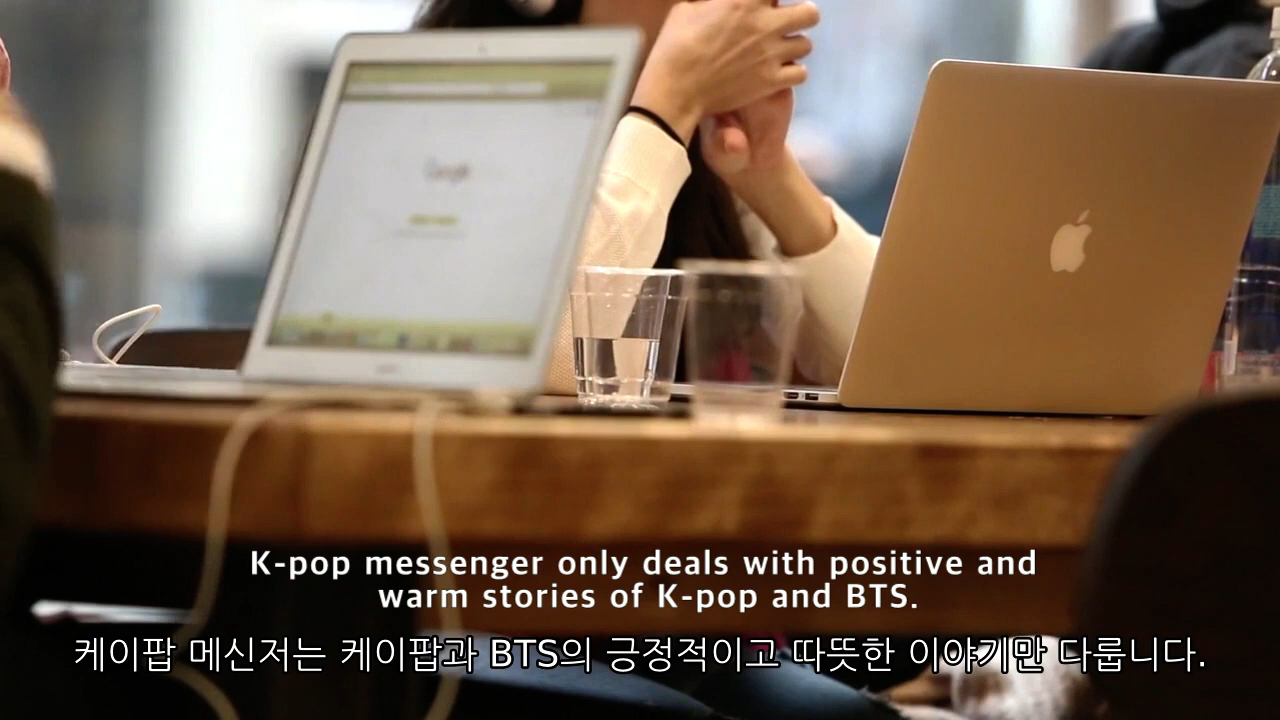 Google
K-pop messenger only deals with positive and
warm stories of K-pop and BTS.
케이팝 메신저는 케이팝과 BTS의 긍정적이고 따뜻한 이야기만 다룹니다.